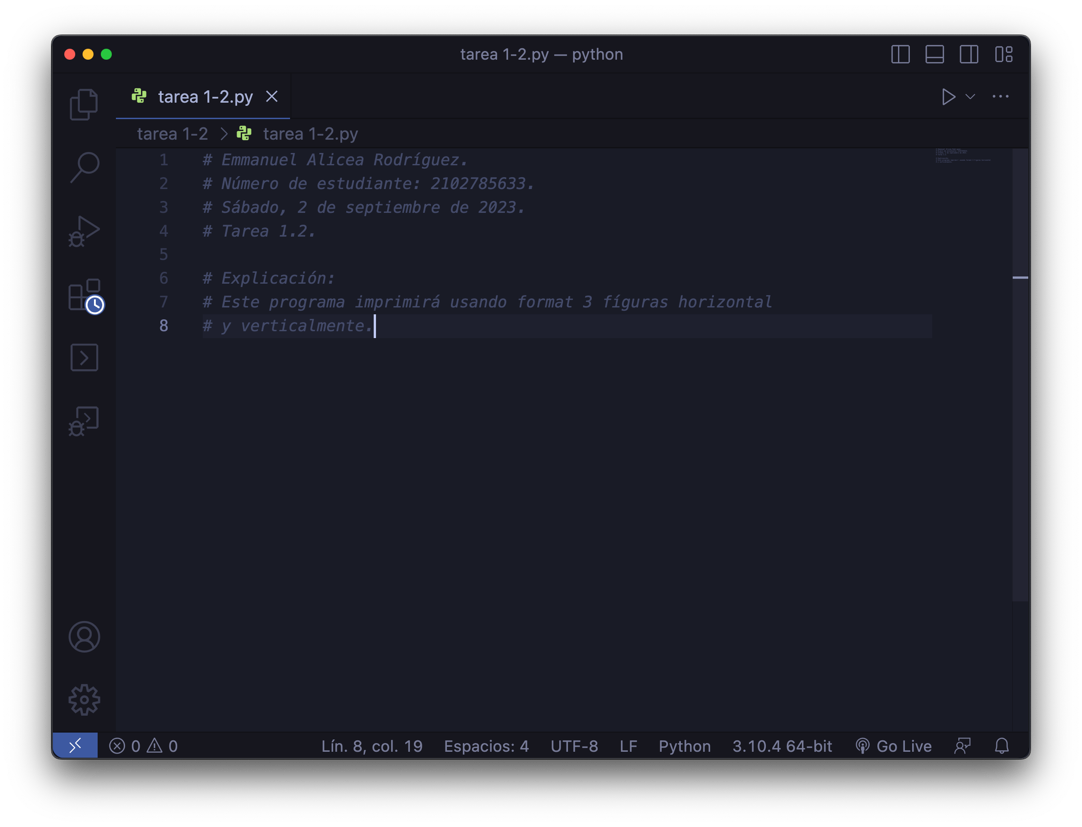 tarea 1-2.py — python
tarea 1-2.py
tarea 1-2 > tarea 1-2.py
1 # Emmanuel Alicea Rodríguez.
2 # Número de estudiante: 2102785633.
3 # Sábado, 2 de septiembre de 2023.
4 # Tarea 1.2.
5
6 # Explicación:
7 # Este programa imprimirá usando format 3 fíguras horizontal
8 # y verticalmente.
0 0 Lín. 8, col. 19 Espacios: 4 UTF-8 LF Python 3.10.4 64-bit Go Live